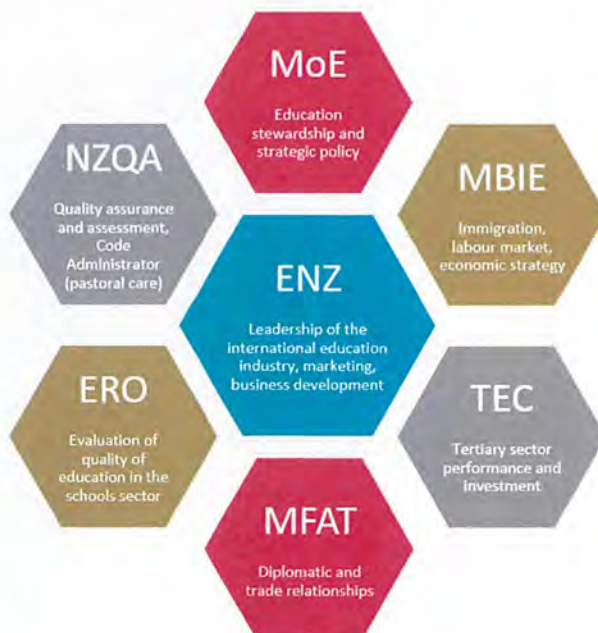 MoE
Education
stewardship and
strategic policy
NZQA
Quality assurance
and assessment,
Code
Administrator
(pastoral care)
MBIE
Immigration,
labour market,
economic strategy
ENZ
Leadership of the
international education
industry, marketing,
business development
ERO
Evaluation of
quality of
education in the
schools sector
TEC
Tertiary sector
performance and
investment
MFAT
Diplomatic and
trade relationships